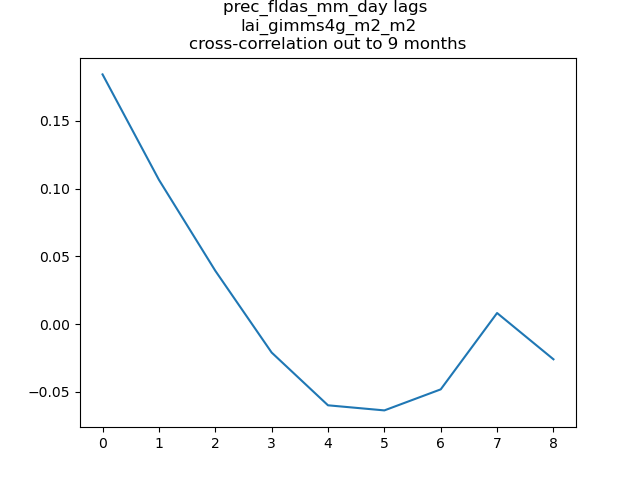 prec_fldas_mm_day lags
lai_gimms4g_m2_m2
cross-correlation out to 9 months
0.15
0.10
0.05
0.00
−0.05
0 1 2 3 4 5 6 7 8